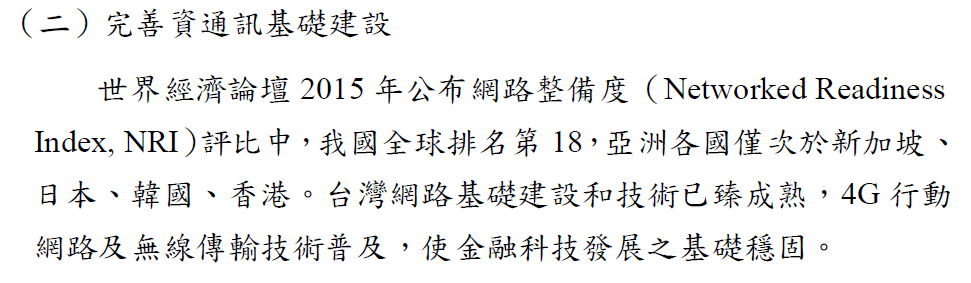 （二）完善資通訊基礎建設
世界經濟論壇 2015 年公布網路整備度（Networked Readiness
Index, NRI）評比中，我國全球排名第 18，亞洲各國僅次於新加坡、
日本、韓國、香港。台灣網路基礎建設和技術已臻成熟，4G 行動
網路及無線傳輸技術普及，使金融科技發展之基礎穩固。